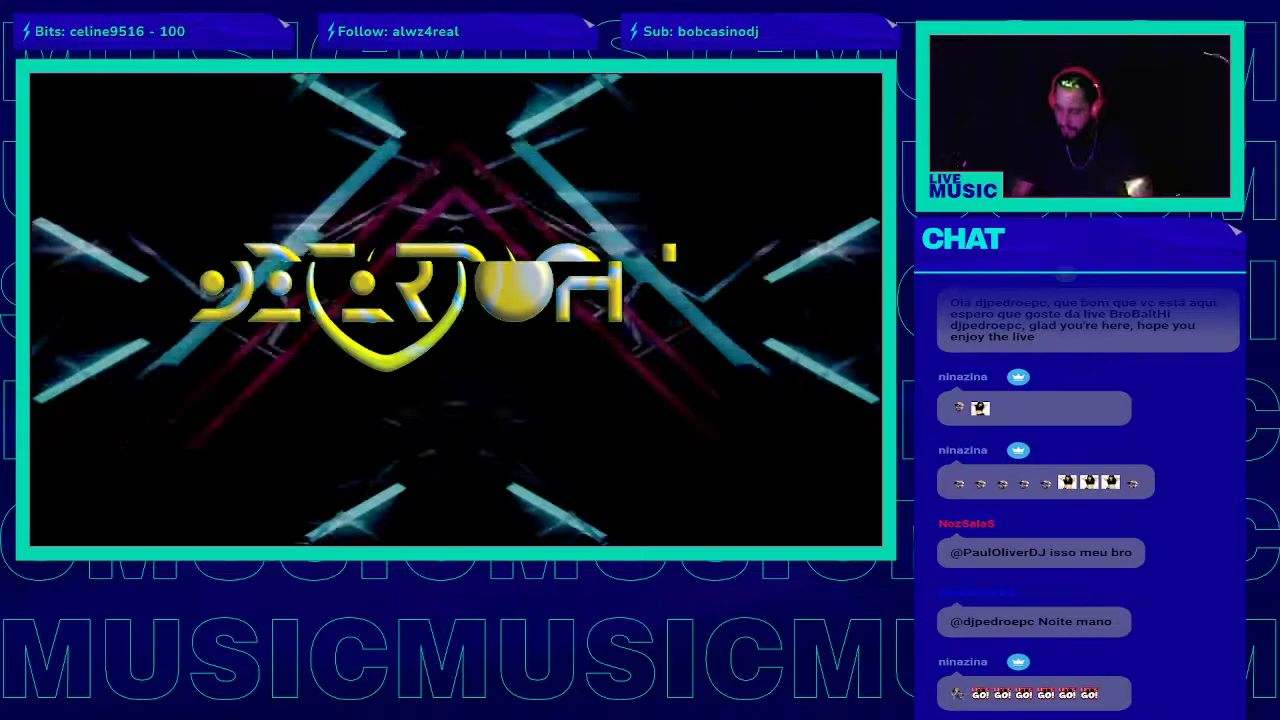 Bits: celine9516 - 100
Follow: alwz4real
Sub: bobcasinodj
LIVE
MUSIC
CHAT
Olá djpedroepc, que bom que vc está aqui
espero que goste da live BroBaltHi
djpedroepc, glad you're here, hope you
enjoy the live
ninazina
ninazina
NozSalaS
@PaulOliverDJ isso meu bro
@djpedroepc Noite mano
ninazina
GO! GO! GO! GO! GO! GO!
MUSICMUSICMUSICMU